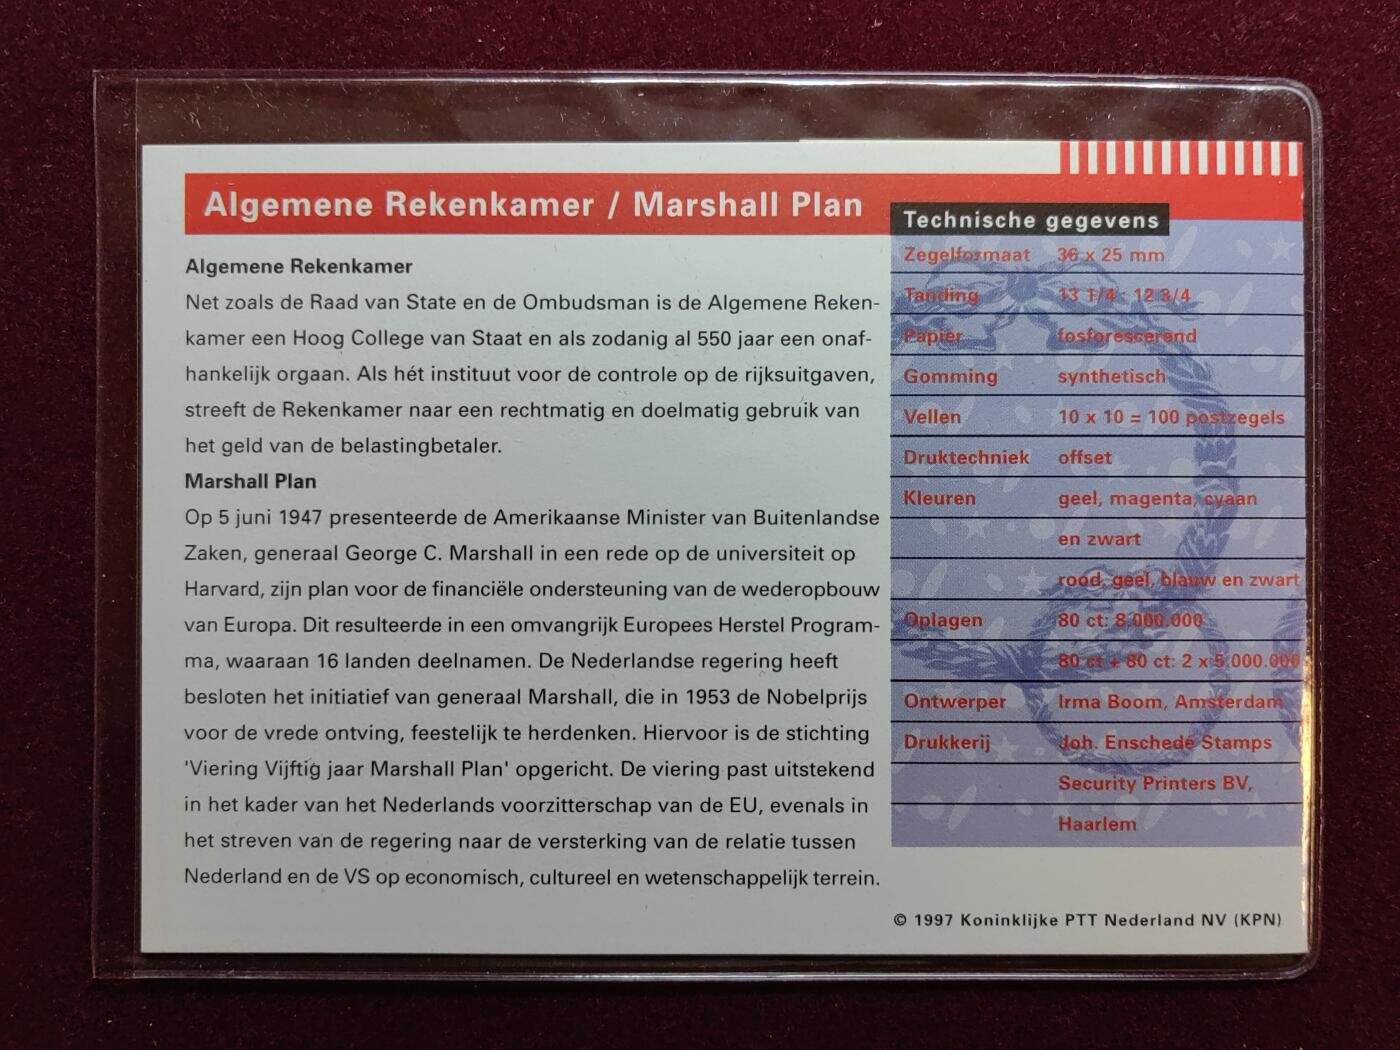 Algemene Rekenkamer / Marshall Plan
Algemene Rekenkamer
Net zoals de Raad van State en de Ombudsman is de Algemene Reken-
kamer een Hoog College van Staat en als zodanig al 550 jaar een onaf-
hankelijk orgaan. Als hét instituut voor de controle op de rijksuitgaven,
streeft de Rekenkamer naar een rechtmatig en doelmatig gebruik van
het geld van de belastingbetaler.
Marshall Plan
Op 5 juni 1947 presenteerde de Amerikaanse Minister van Buitenlandse
Zaken, generaal George C. Marshall in een rede op de universiteit op
Harvard, zijn plan voor de financiële ondersteuning van de wederopbouw
van Europa. Dit resulteerde in een omvangrijk Europees Herstel Program-
ma, waaraan 16 landen deelnamen. De Nederlandse regering heeft
besloten het initiatief van generaal Marshall, die in 1953 de Nobelprijs
voor de vrede ontving, feestelijk te herdenken. Hiervoor is de stichting
'Viering Vijftig jaar Marshall Plan' opgericht. De viering past uitstekend
in het kader van het Nederlands voorzitterschap van de EU, evenals in
het streven van de regering naar de versterking van de relatie tussen
Nederland en de VS op economisch, cultureel en wetenschappelijk terrein.
Technische gegevens
Zegelformaat 36 x 25 mm
Tanding 13 1/4 : 12 3/4
Papier fosforescerend
Gomming synthetisch
Vellen 10 x 10 = 100 postzegels
Druktechniek offset
Kleuren geel, magenta, cyaan
en zwart
rood, geel, blauw en zwart
Oplagen 80 ct: 8.000.000
80 ct + 80 ct: 2 x 5.000.000
Ontwerper Irma Boom, Amsterdam
Drukkerij Joh. Enschedé Stamps
Security Printers BV,
Haarlem
© 1997 Koninklijke PTT Nederland NV (KPN)